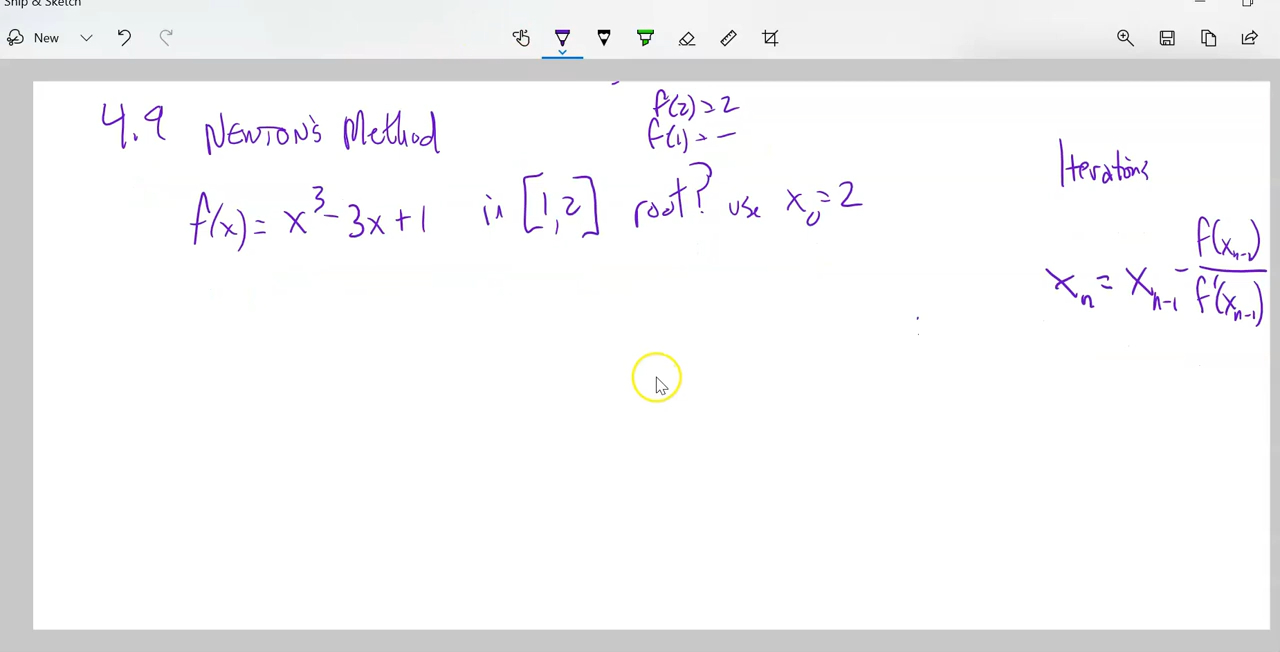 Snip & Sketch
New
4.9 NEWTON'S Method
f(2) = 2
f(1) = -
f(x) = x³ - 3x + 1 in [1,2] root? use x₀ = 2
Iterations
xₙ = xₙ₋₁ - f(xₙ₋₁) / f'(xₙ₋₁)